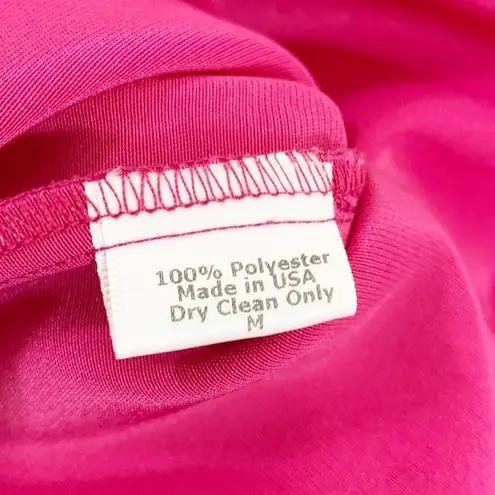 100% Polyester
Made in USA
Dry Clean Only
M